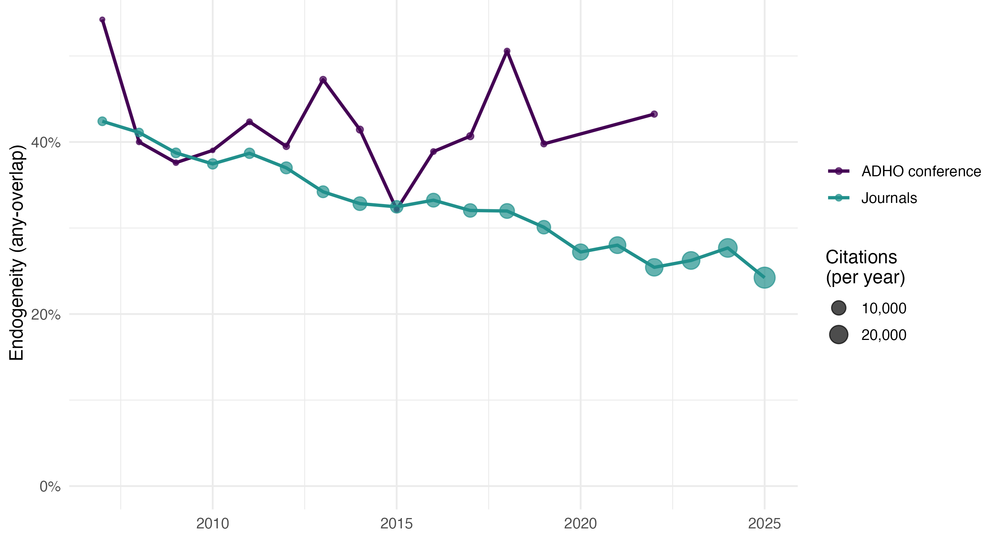 Endogeneity (any-overlap)
40%
20%
0%
2010
2015
2020
2025
ADHO conference
Journals
Citations
(per year)
10,000
20,000